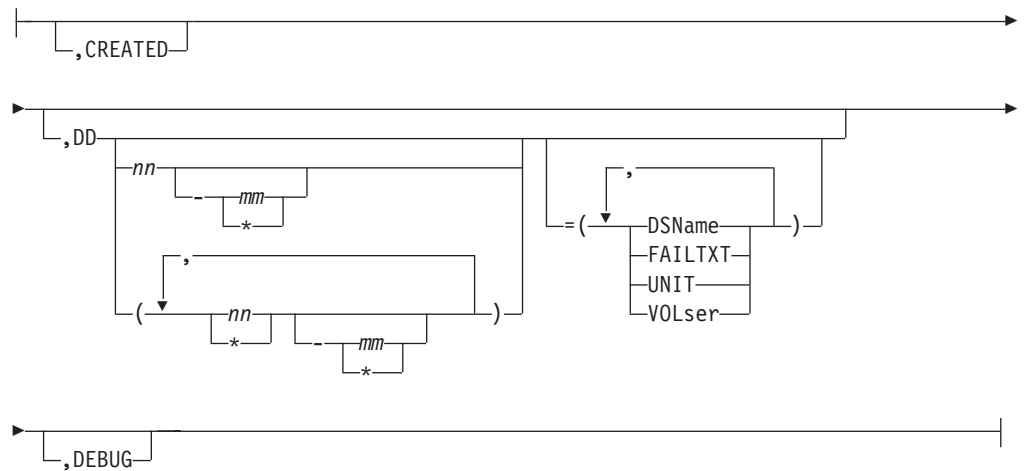 ,CREATED
,DD
nn
- mm
*
=( , DSName )
FAILTXT
UNIT
VOLser
,
( nn - mm )
* *
,DEBUG